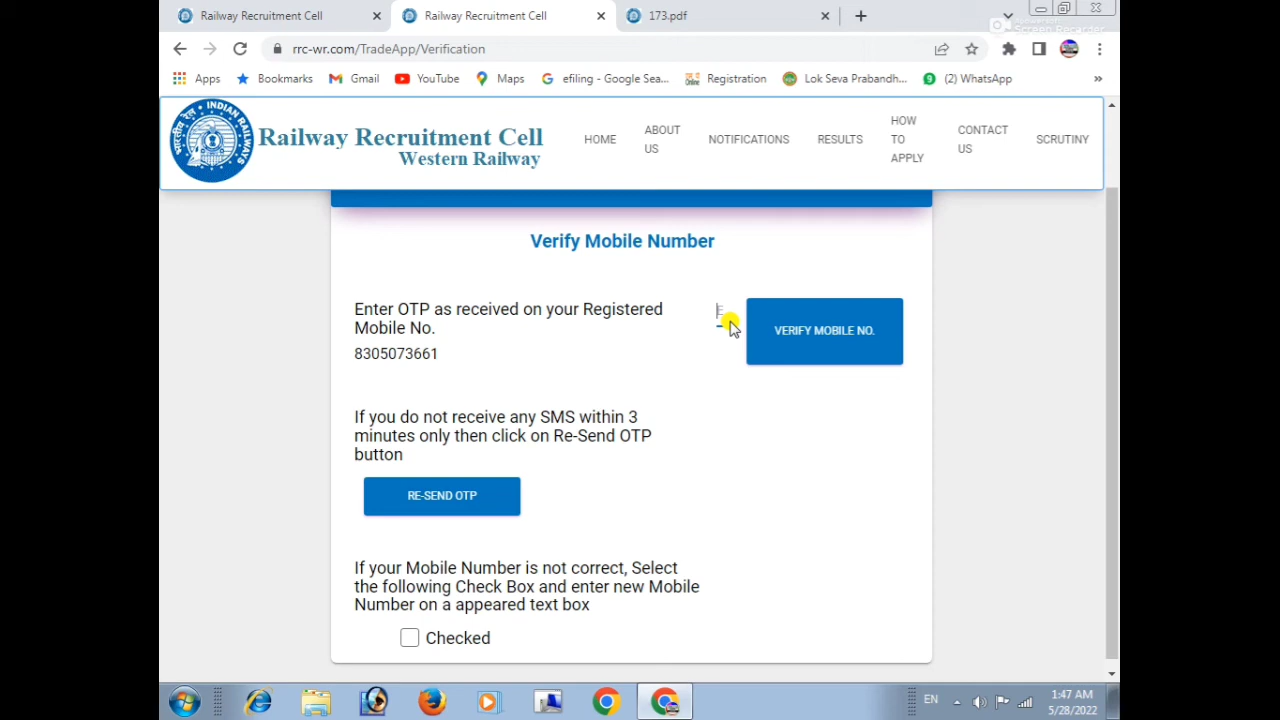 Railway Recruitment Cell
Railway Recruitment Cell
173.pdf
Screen Recorder
rrc-wr.com/TradeApp/Verification
Apps
Bookmarks
Gmail
YouTube
Maps
efiling - Google Sea...
Registration
Lok Seva Prabandh...
(2) WhatsApp
»
INDIAN RAILWAYS
भारतीय रेल
Railway Recruitment Cell
Western Railway
HOME
ABOUT US
NOTIFICATIONS
RESULTS
HOW TO APPLY
CONTACT US
SCRUTINY
Verify Mobile Number
Enter OTP as received on your Registered
Mobile No.
8305073661
E
VERIFY MOBILE NO.
If you do not receive any SMS within 3
minutes only then click on Re-Send OTP
button
RE-SEND OTP
If your Mobile Number is not correct, Select
the following Check Box and enter new Mobile
Number on a appeared text box
Checked
EN
1:47 AM
5/28/2022